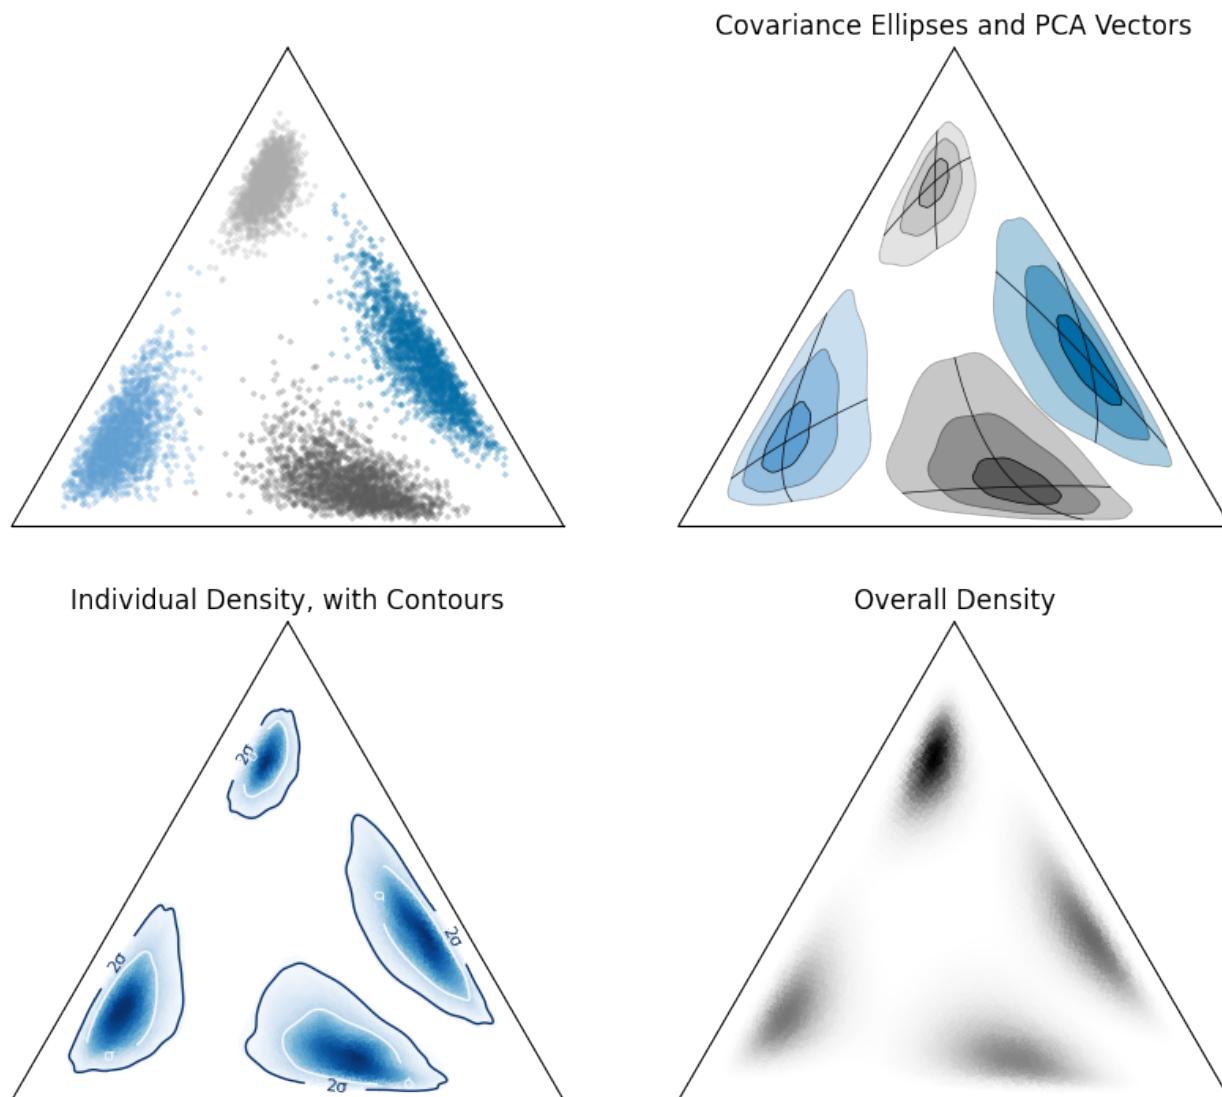 Covariance Ellipses and PCA Vectors
Individual Density, with Contours
Overall Density
2σ
σ
2σ
2σ
σ
σ
2σ
σ